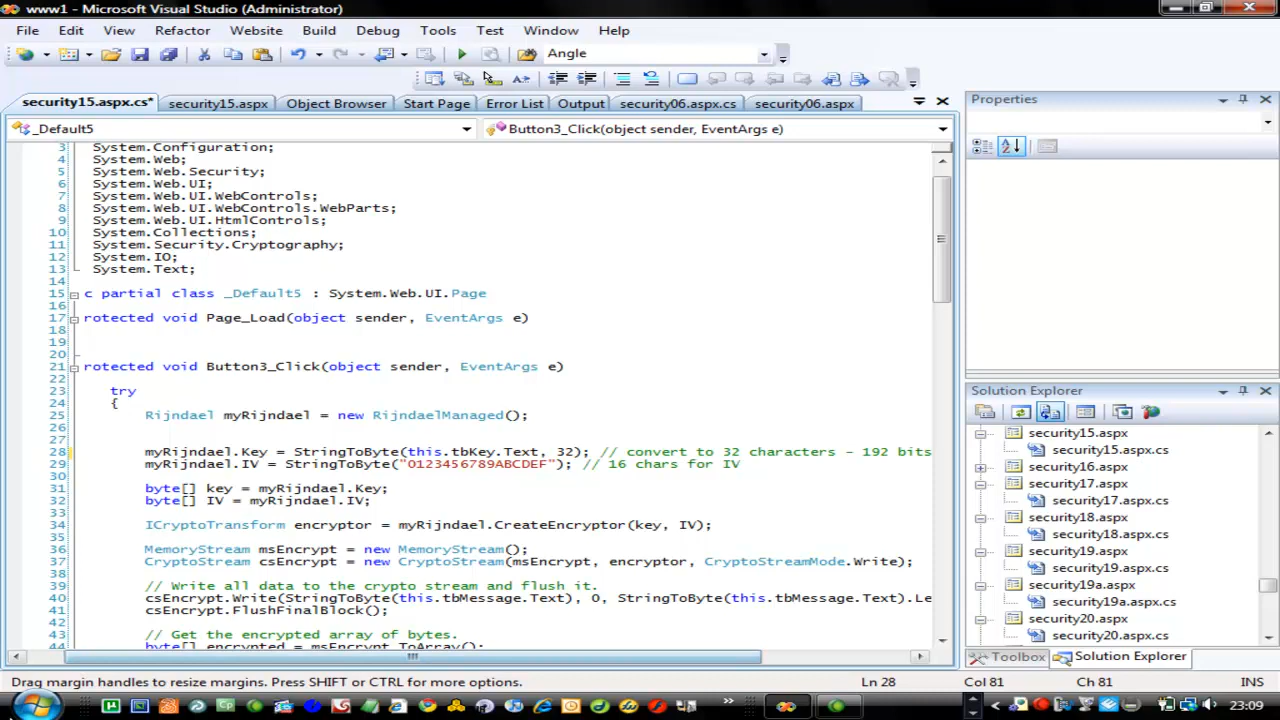 www1 - Microsoft Visual Studio (Administrator)
File Edit View Refactor Website Build Debug Tools Test Window Help
Angle
security15.aspx.cs* security15.aspx Object Browser Start Page Error List Output security06.aspx.cs security06.aspx
_Default5 Button3_Click(object sender, EventArgs e)
3 System.Configuration;
4 System.Web;
5 System.Web.Security;
6 System.Web.UI;
7 System.Web.UI.WebControls;
8 System.Web.UI.WebControls.WebParts;
9 System.Web.UI.HtmlControls;
10 System.Collections;
11 System.Security.Cryptography;
12 System.IO;
13 System.Text;
14
15 c partial class _Default5 : System.Web.UI.Page
16
17 rotected void Page_Load(object sender, EventArgs e)
18
19
20
21 rotected void Button3_Click(object sender, EventArgs e)
22
23 try
24 {
25 Rijndael myRijndael = new RijndaelManaged();
26
27
28 myRijndael.Key = StringToByte(this.tbKey.Text, 32); // convert to 32 characters - 192 bits
29 myRijndael.IV = StringToByte("0123456789ABCDEF"); // 16 chars for IV
30
31 byte[] key = myRijndael.Key;
32 byte[] IV = myRijndael.IV;
33
34 ICryptoTransform encryptor = myRijndael.CreateEncryptor(key, IV);
35
36 MemoryStream msEncrypt = new MemoryStream();
37 CryptoStream csEncrypt = new CryptoStream(msEncrypt, encryptor, CryptoStreamMode.Write);
38
39 // Write all data to the crypto stream and flush it.
40 csEncrypt.Write(StringToByte(this.tbMessage.Text), 0, StringToByte(this.tbMessage.Text).Le
41 csEncrypt.FlushFinalBlock();
42
43 // Get the encrypted array of bytes.
44 byte[] encrypted = msEncrypt.ToArray();
Properties
Solution Explorer
security15.aspx
security15.aspx.cs
security16.aspx
security17.aspx
security17.aspx.cs
security18.aspx
security18.aspx.cs
security19.aspx
security19.aspx.cs
security19a.aspx
security19a.aspx.cs
security20.aspx
security20.aspx.cs
Toolbox Solution Explorer
Drag margin handles to resize margins. Press SHIFT or CTRL for more options. Ln 28 Col 81 Ch 81 INS
23:09